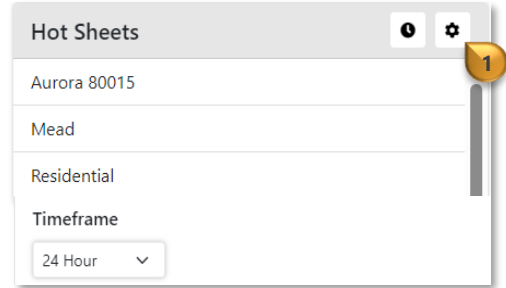 Hot Sheets
1
Aurora 80015
Mead
Residential
Timeframe
24 Hour